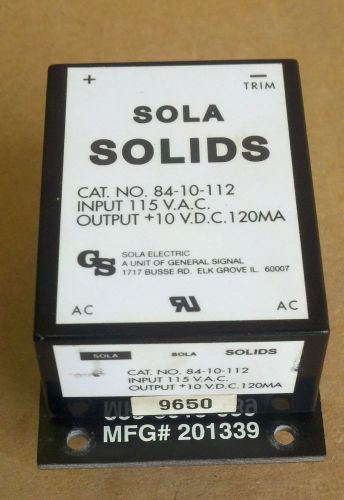 + −
TRIM
SOLA
SOLIDS
CAT. NO. 84-10-112
INPUT 115 V.A.C.
OUTPUT +10 V.D.C. 120MA
GS
SOLA ELECTRIC
A UNIT OF GENERAL SIGNAL
1717 BUSSE RD. ELK GROVE IL. 60007
AC AC
SOLA SOLA SOLIDS
CAT. NO. 84-10-112
INPUT 115 V.A.C.
OUTPUT +10 V.D.C. 120MA
9650
MFG# 201339